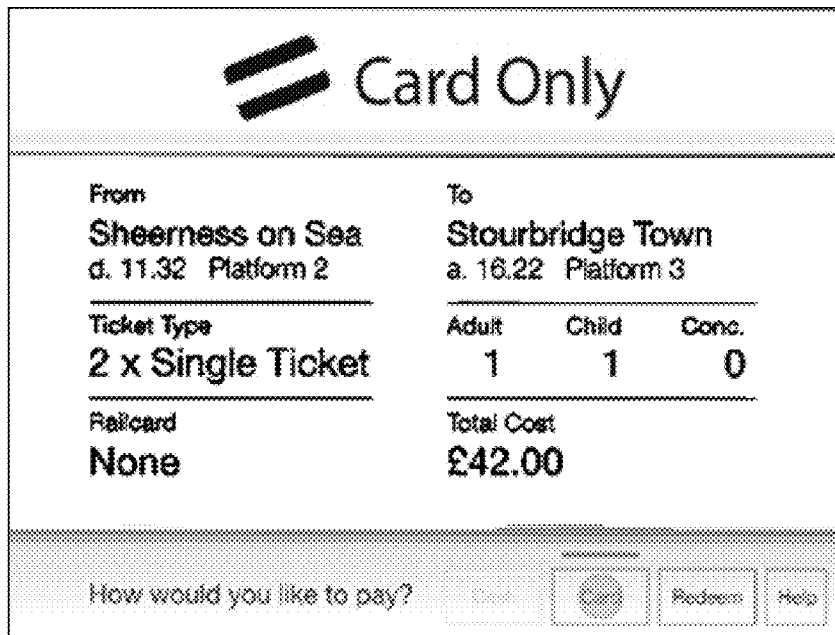 Card Only
From
To
Sheerness on Sea
Stourbridge Town
d. 11.32 Platform 2
a. 16.22 Platform 3
Ticket Type
Adult Child Conc.
2 x Single Ticket
1 1 0
Railcard
Total Cost
None
£42.00
How would you like to pay?
Redeem
Help